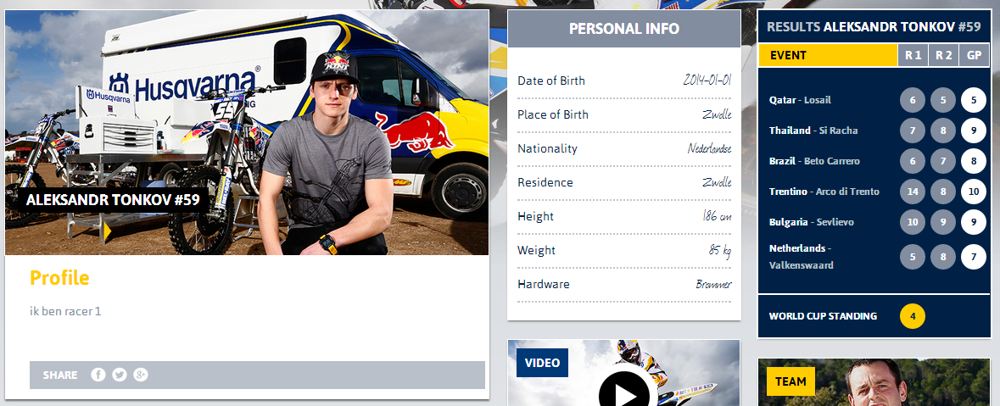 Husqvarna
Husqvarna
59
ALEKSANDR TONKOV #59
Profile
ik ben racer 1
SHARE
PERSONAL INFO
Date of Birth 2014-01-01
Place of Birth Zwolle
Nationality Nederlandse
Residence Zwolle
Height 186 cm
Weight 85 kg
Hardware Brommer
VIDEO
RESULTS ALEKSANDR TONKOV #59
EVENT R 1 R 2 GP
Qatar - Losail 6 5 5
Thailand - Si Racha 7 8 9
Brazil - Beto Carrero 6 7 8
Trentino - Arco di Trento 14 8 10
Bulgaria - Sevlievo 10 9 9
Netherlands -
Valkenswaard 5 8 7
WORLD CUP STANDING 4
TEAM